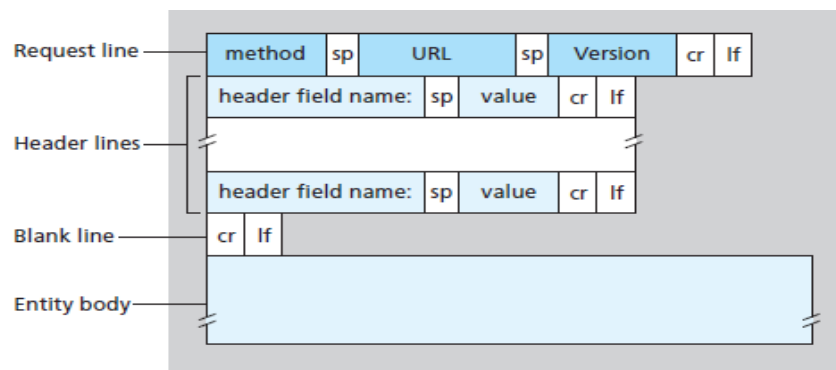 Request line method sp URL sp Version cr lf
header field name: sp value cr lf
Header lines
header field name: sp value cr lf
Blank line cr lf
Entity body